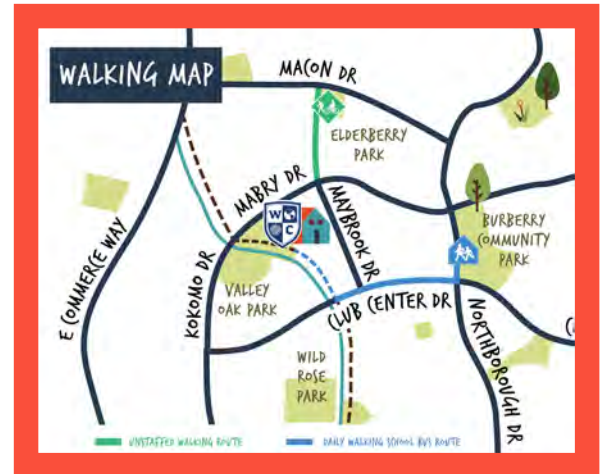 WALKING MAP
MACON DR
ELDERBERRY
PARK
MABRY DR
MAYBROOK DR
W
C
BURBERRY
COMMUNITY
PARK
E COMMERCE WAY
KOKOMO DR
VALLEY
OAK PARK
CLUB CENTER DR
NORTHBOROUGH DR
WILD
ROSE
PARK
UNSTAFFED WALKING ROUTE
DAILY WALKING SCHOOL BUS ROUTE